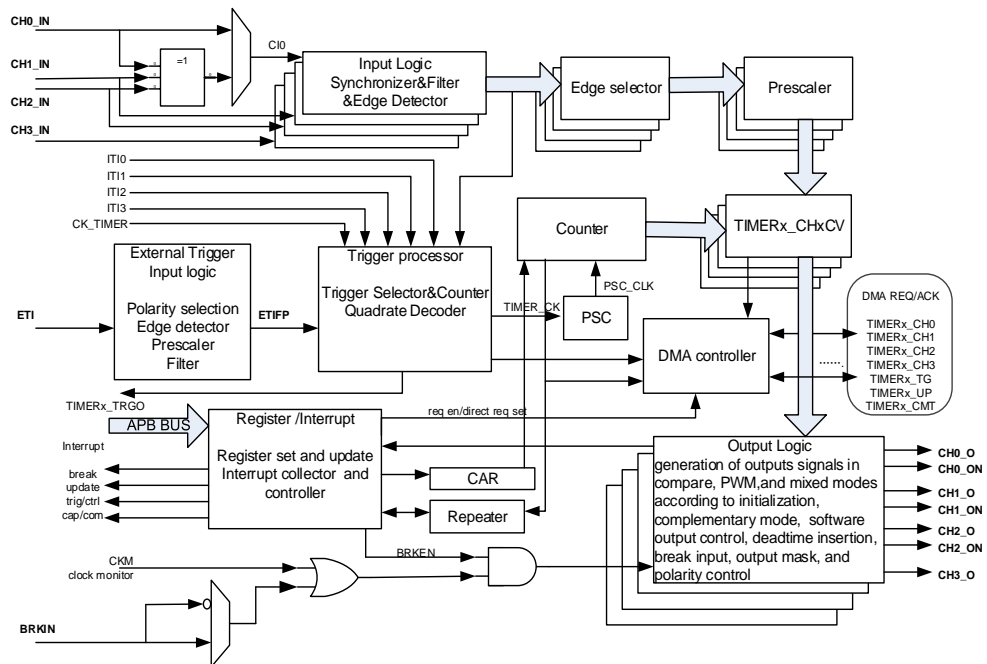 CH0_IN
CH1_IN
CH2_IN
CH3_IN
=1
CI0
Input Logic
Synchronizer&Filter
&Edge Detector
Edge selector
Prescaler
ITI0
ITI1
ITI2
ITI3
CK_TIMER
External Trigger
Input logic
Polarity selection
Edge detector
Prescaler
Filter
ETI
ETIFP
Trigger processor
Trigger Selector&Counter
Quadrate Decoder
TIMER_CK
Counter
PSC_CLK
PSC
TIMERx_CHxCV
DMA controller
DMA REQ/ACK
TIMERx_CH0
TIMERx_CH1
TIMERx_CH2
TIMERx_CH3
TIMERx_TG
TIMERx_UP
TIMERx_CMT
.......
TIMERx_TRGO
APB BUS
Register /Interrupt
Register set and update
Interrupt collector and
controller
req en/direct req set
Interrupt
break
update
trig/ctrl
cap/com
CAR
Repeater
Output Logic
generation of outputs signals in
compare, PWM,and mixed modes
according to initialization,
complementary mode, software
output control, deadtime insertion,
break input, output mask, and
polarity control
CH0_O
CH0_ON
CH1_O
CH1_ON
CH2_O
CH2_ON
CH3_O
BRKEN
CKM
clock monitor
BRKIN